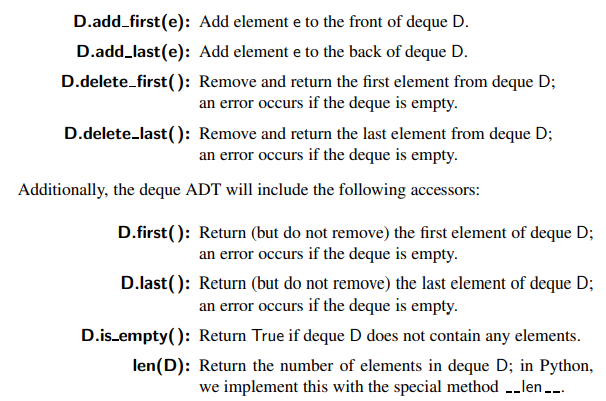 D.add_first(e): Add element e to the front of deque D.
D.add_last(e): Add element e to the back of deque D.
D.delete_first( ): Remove and return the first element from deque D;
an error occurs if the deque is empty.
D.delete_last( ): Remove and return the last element from deque D;
an error occurs if the deque is empty.
Additionally, the deque ADT will include the following accessors:
D.first( ): Return (but do not remove) the first element of deque D;
an error occurs if the deque is empty.
D.last( ): Return (but do not remove) the last element of deque D;
an error occurs if the deque is empty.
D.is_empty( ): Return True if deque D does not contain any elements.
len(D): Return the number of elements in deque D; in Python,
we implement this with the special method __len__.